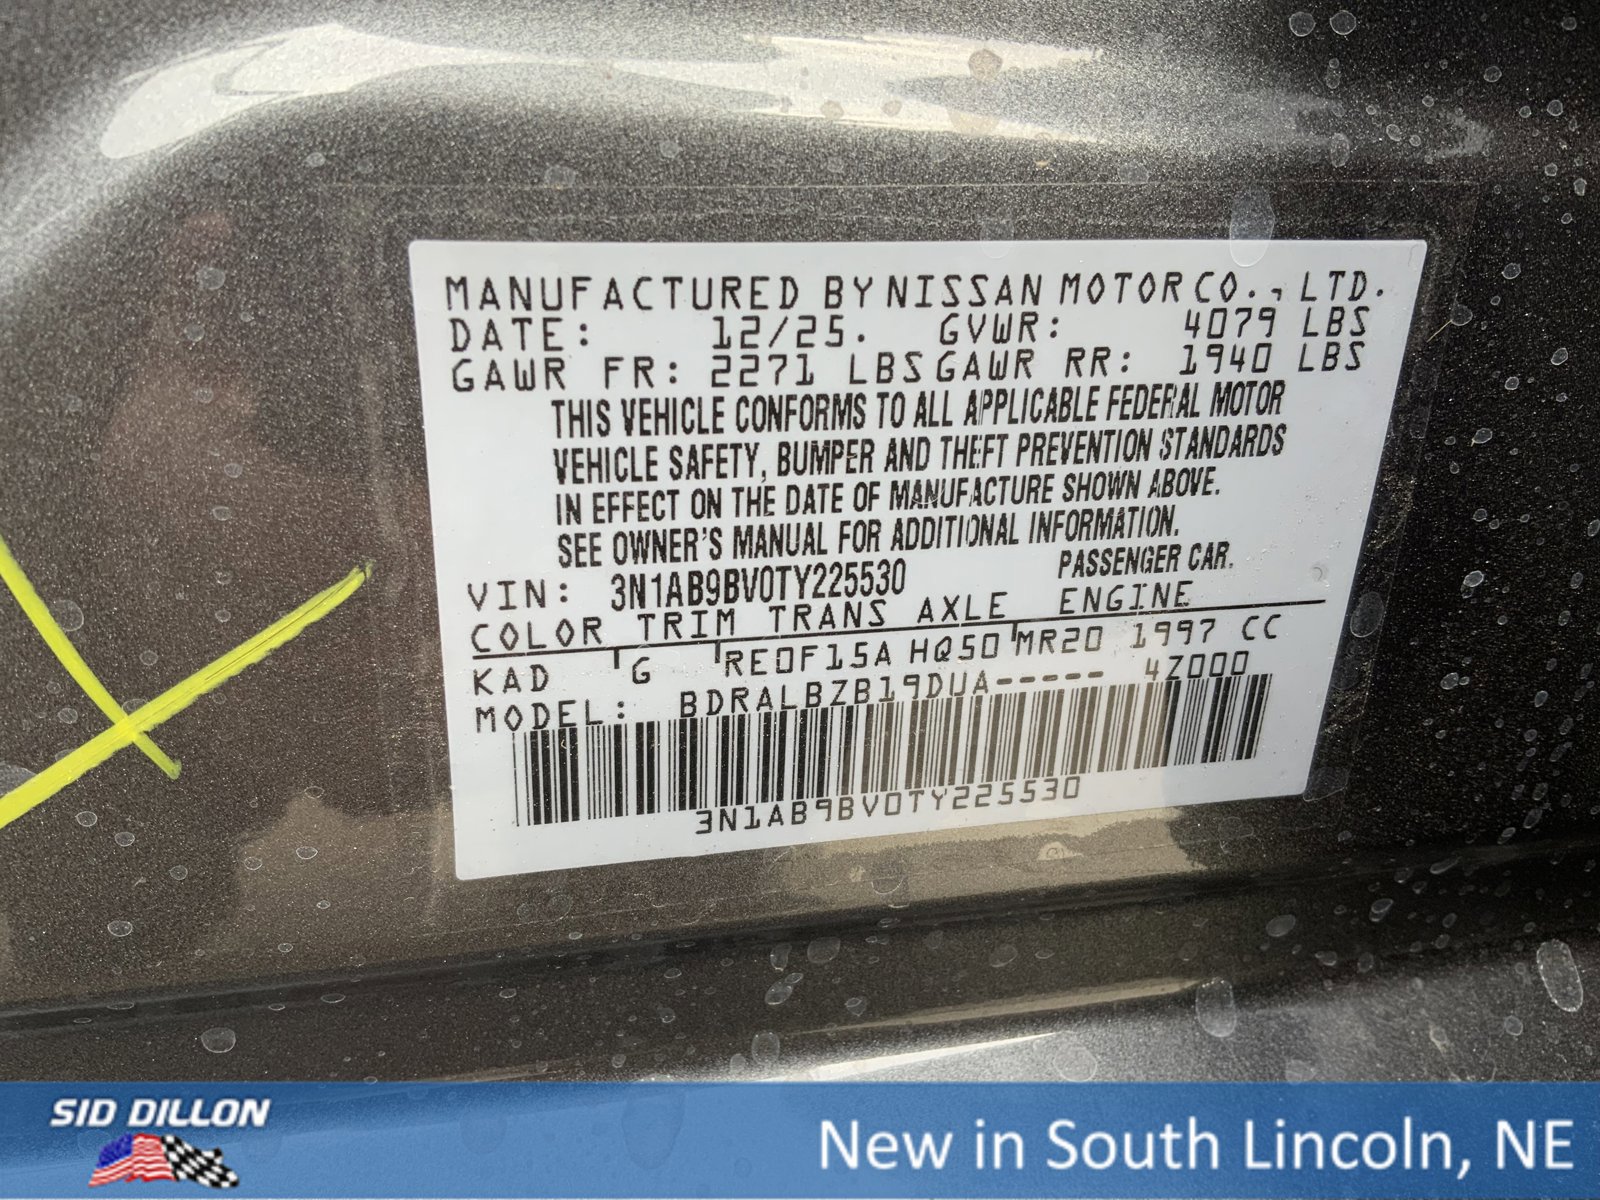 MANUFACTURED BY NISSAN MOTOR CO., LTD.
DATE: 12/25. GVWR: 4079 LBS
GAWR FR: 2271 LBS GAWR RR: 1940 LBS
THIS VEHICLE CONFORMS TO ALL APPLICABLE FEDERAL MOTOR
VEHICLE SAFETY, BUMPER AND THEFT PREVENTION STANDARDS
IN EFFECT ON THE DATE OF MANUFACTURE SHOWN ABOVE.
SEE OWNER'S MANUAL FOR ADDITIONAL INFORMATION.
VIN: 3N1AB9BV0TY225530 PASSENGER CAR.
COLOR TRIM TRANS AXLE ENGINE
KAD G RE0F15A HQ50 MR20 1997 CC
MODEL: BDRALBZB19DUA----- 4Z000
3N1AB9BV0TY225530
SID DILLON
New in South Lincoln, NE